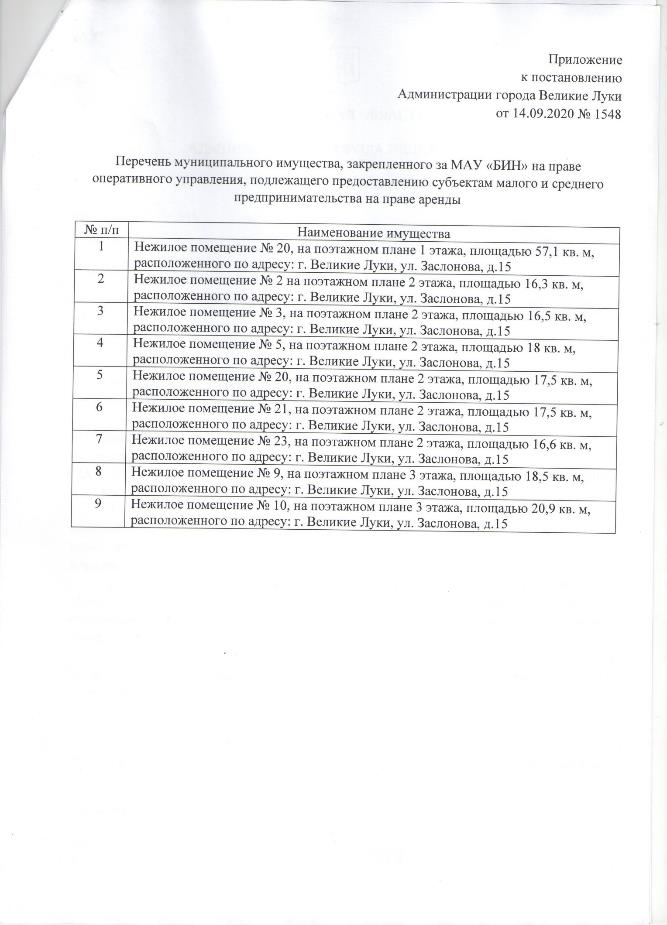 Приложение
к постановлению
Администрации города Великие Луки
от 14.09.2020 № 1548
Перечень муниципального имущества, закрепленного за МАУ «БИН» на праве
оперативного управления, подлежащего предоставлению субъектам малого и среднего
предпринимательства на праве аренды
№ п/п Наименование имущества
1 Нежилое помещение № 20, на поэтажном плане 1 этажа, площадью 57,1 кв. м,
расположенного по адресу: г. Великие Луки, ул. Заслонова, д.15
2 Нежилое помещение № 2 на поэтажном плане 2 этажа, площадью 16,3 кв. м,
расположенного по адресу: г. Великие Луки, ул. Заслонова, д.15
3 Нежилое помещение № 3, на поэтажном плане 2 этажа, площадью 16,5 кв. м,
расположенного по адресу: г. Великие Луки, ул. Заслонова, д.15
4 Нежилое помещение № 5, на поэтажном плане 2 этажа, площадью 18 кв. м,
расположенного по адресу: г. Великие Луки, ул. Заслонова, д.15
5 Нежилое помещение № 20, на поэтажном плане 2 этажа, площадью 17,5 кв. м,
расположенного по адресу: г. Великие Луки, ул. Заслонова, д.15
6 Нежилое помещение № 21, на поэтажном плане 2 этажа, площадью 17,5 кв. м,
расположенного по адресу: г. Великие Луки, ул. Заслонова, д.15
7 Нежилое помещение № 23, на поэтажном плане 2 этажа, площадью 16,6 кв. м,
расположенного по адресу: г. Великие Луки, ул. Заслонова, д.15
8 Нежилое помещение № 9, на поэтажном плане 3 этажа, площадью 18,5 кв. м,
расположенного по адресу: г. Великие Луки, ул. Заслонова, д.15
9 Нежилое помещение № 10, на поэтажном плане 3 этажа, площадью 20,9 кв. м,
расположенного по адресу: г. Великие Луки, ул. Заслонова, д.15